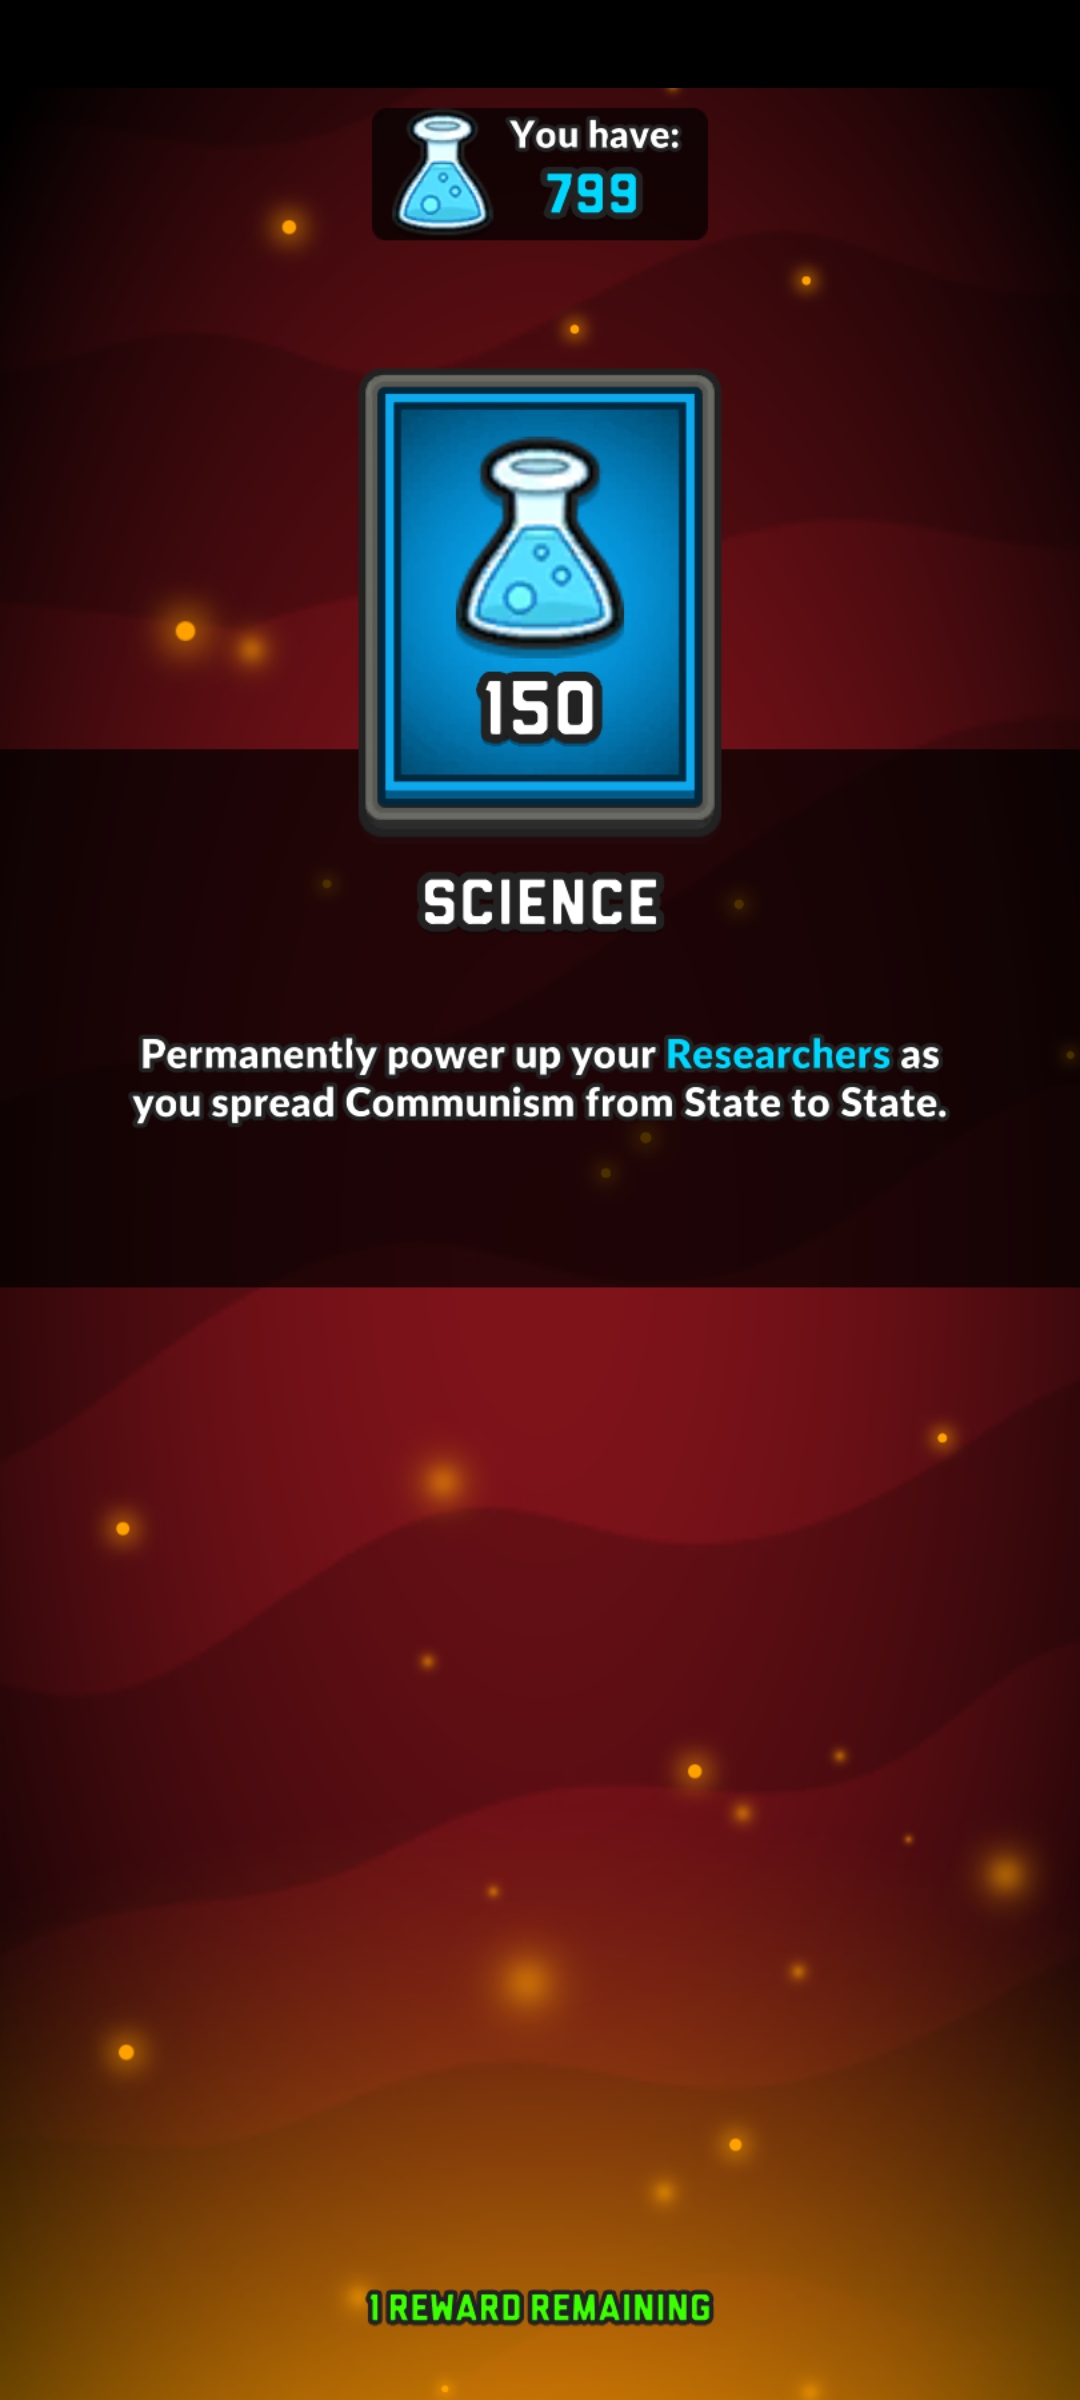 You have:
799
150
SCIENCE
Permanently power up your Researchers as
you spread Communism from State to State.
1 REWARD REMAINING